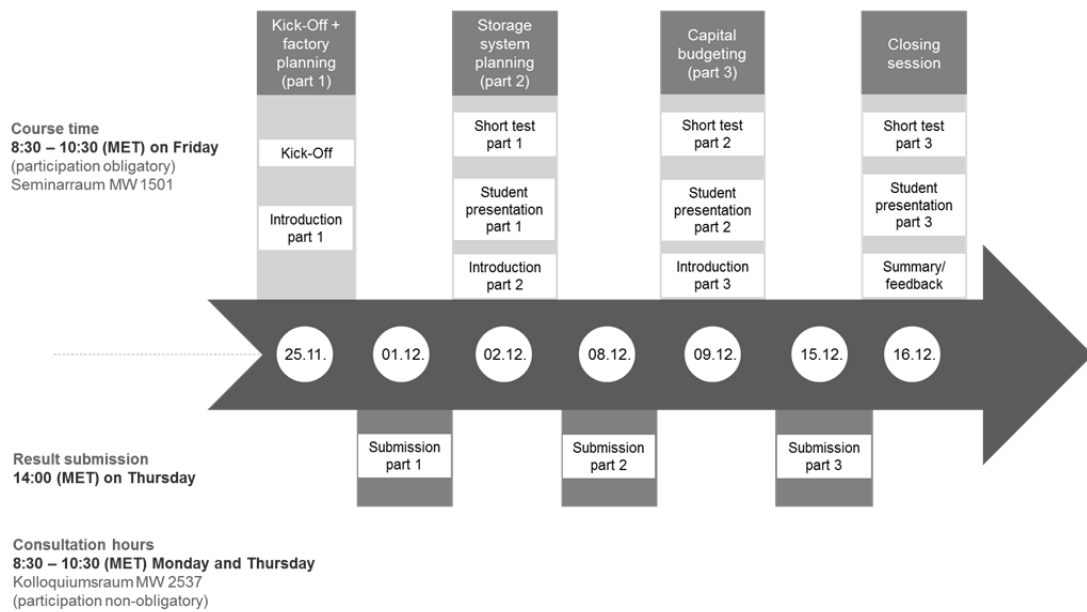 Kick-Off +
factory
planning
(part 1)
Storage
system
planning
(part 2)
Capital
budgeting
(part 3)
Closing
session
Course time
8:30 – 10:30 (MET) on Friday
(participation obligatory)
Seminarraum MW 1501
Kick-Off
Introduction
part 1
Short test
part 1
Student
presentation
part 1
Introduction
part 2
Short test
part 2
Student
presentation
part 2
Introduction
part 3
Short test
part 3
Student
presentation
part 3
Summary/
feedback
25.11.
01.12.
02.12.
08.12.
09.12.
15.12.
16.12.
Submission
part 1
Submission
part 2
Submission
part 3
Result submission
14:00 (MET) on Thursday
Consultation hours
8:30 – 10:30 (MET) Monday and Thursday
Kolloquiumsraum MW 2537
(participation non-obligatory)